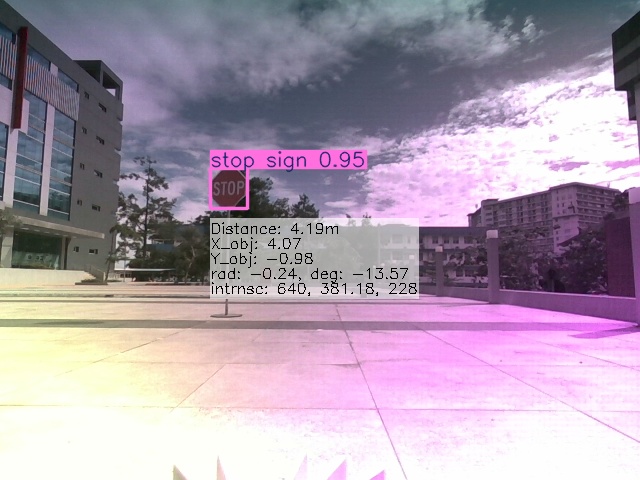 stop sign 0.95
STOP
Distance: 4.19m
X_obj: 4.07
Y_obj: -0.98
rad: -0.24, deg: -13.57
intrnsc: 640, 381.18, 228